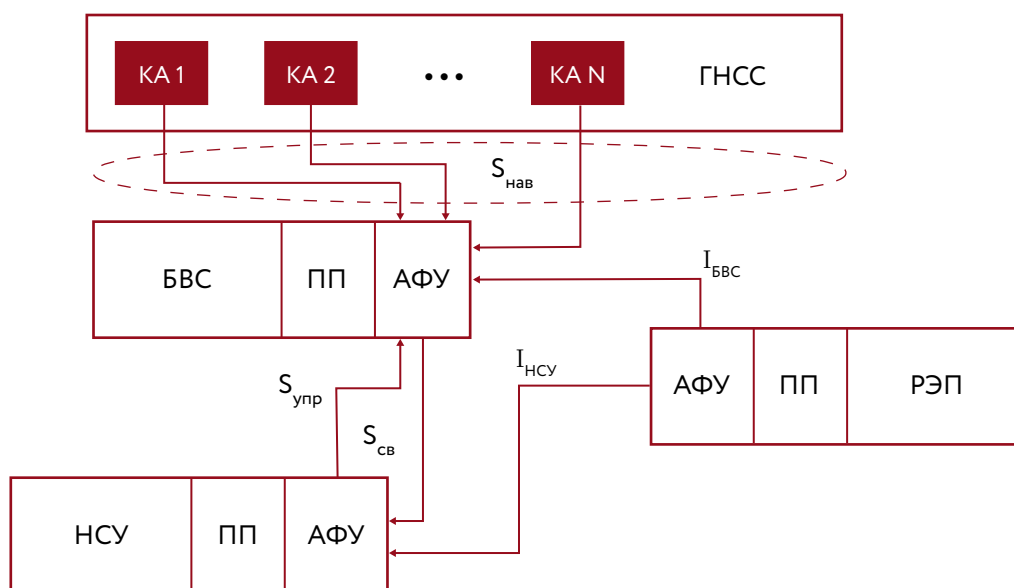 КА 1 КА 2 ••• КА N ГНСС
Sнав
БВС ПП АФУ
IБВС
IНСУ
АФУ ПП РЭП
Sупр
Sсв
НСУ ПП АФУ